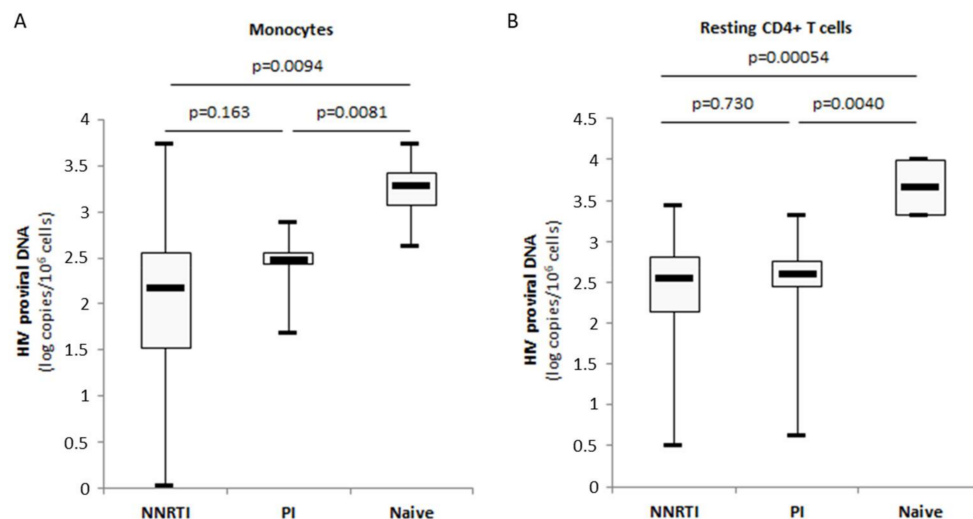 A
Monocytes
p=0.0094
p=0.163
p=0.0081
HIV proviral DNA
(log copies/10⁶ cells)
4
3.5
3
2.5
2
1.5
1
0.5
0
NNRTI
PI
Naive
B
Resting CD4+ T cells
p=0.00054
p=0.730
p=0.0040
HIV proviral DNA
(log copies/10⁶ cells)
4.5
4
3.5
3
2.5
2
1.5
1
0.5
0
NNRTI
PI
Naive